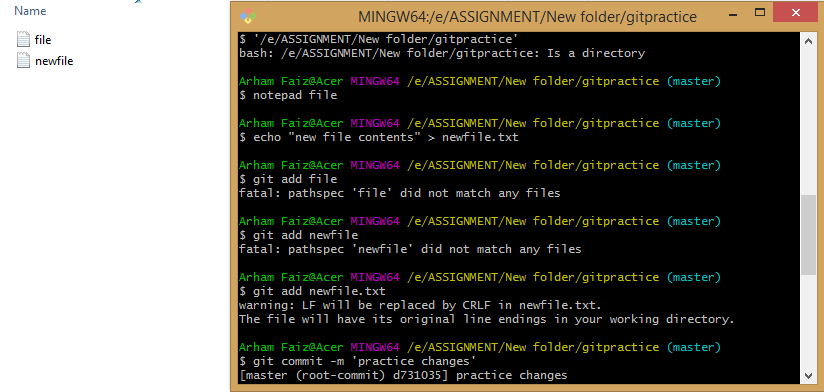 Name
file
newfile
MINGW64:/e/ASSIGNMENT/New folder/gitpractice
$ '/e/ASSIGNMENT/New folder/gitpractice'
bash: /e/ASSIGNMENT/New folder/gitpractice: Is a directory
Arham Faiz@Acer MINGW64 /e/ASSIGNMENT/New folder/gitpractice (master)
$ notepad file
Arham Faiz@Acer MINGW64 /e/ASSIGNMENT/New folder/gitpractice (master)
$ echo "new file contents" > newfile.txt
Arham Faiz@Acer MINGW64 /e/ASSIGNMENT/New folder/gitpractice (master)
$ git add file
fatal: pathspec 'file' did not match any files
Arham Faiz@Acer MINGW64 /e/ASSIGNMENT/New folder/gitpractice (master)
$ git add newfile
fatal: pathspec 'newfile' did not match any files
Arham Faiz@Acer MINGW64 /e/ASSIGNMENT/New folder/gitpractice (master)
$ git add newfile.txt
warning: LF will be replaced by CRLF in newfile.txt.
The file will have its original line endings in your working directory.
Arham Faiz@Acer MINGW64 /e/ASSIGNMENT/New folder/gitpractice (master)
$ git commit -m 'practice changes'
[master (root-commit) d731035] practice changes